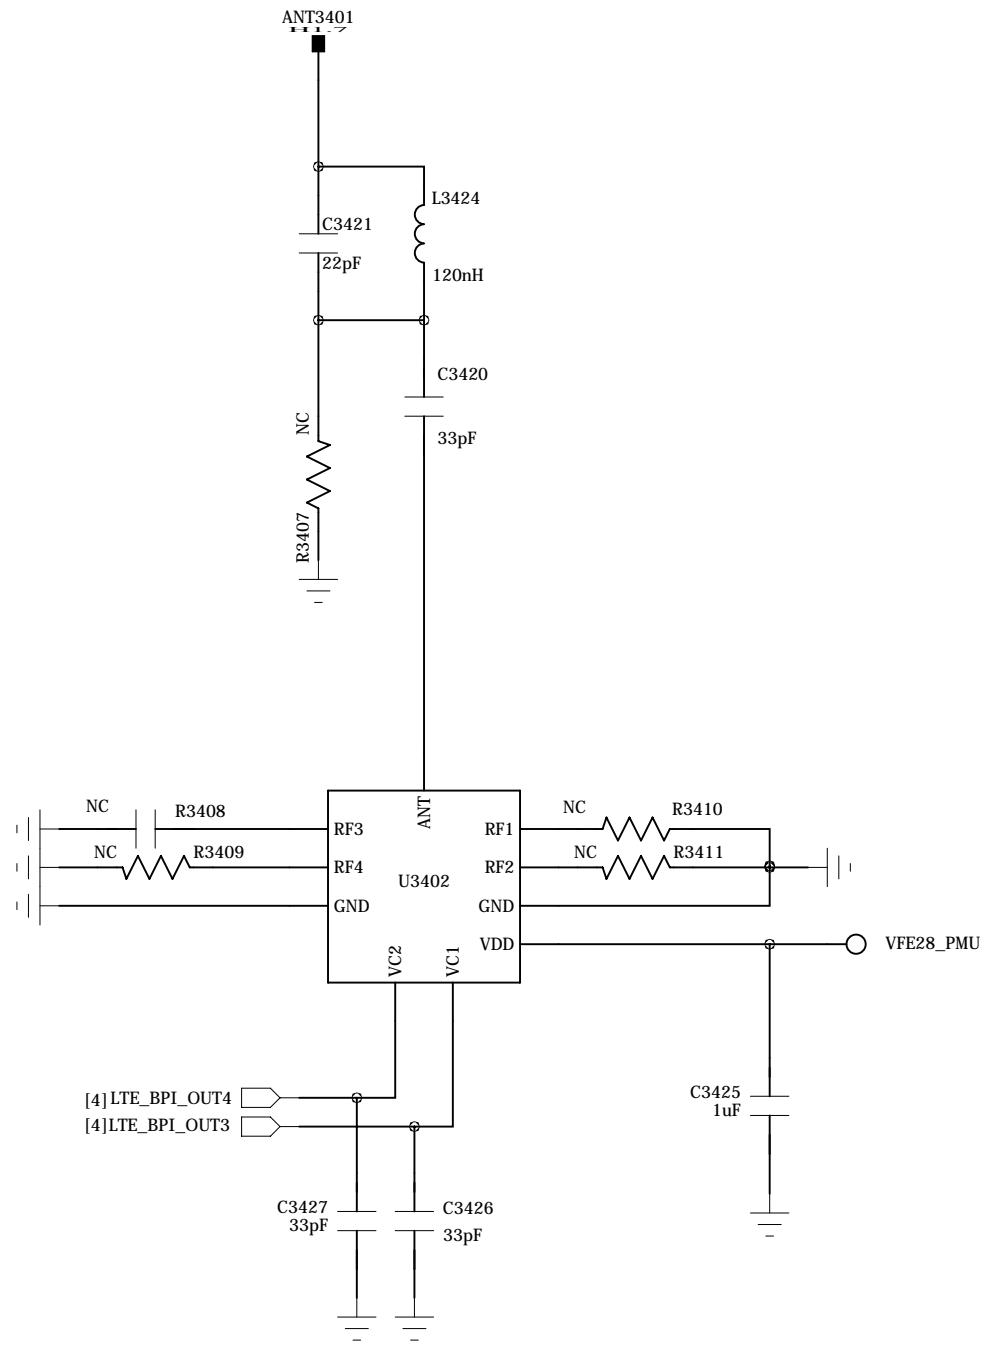 ANT3401
L3424
C3421
22pF
120nH
C3420
NC
33pF
R3407
NC
R3408
NC
R3409
RF3
RF4
GND
ANT
U3402
RF1
RF2
GND
VDD
VC2
VC1
NC
R3410
NC
R3411
VFE28_PMU
[4]LTE_BPI_OUT4
[4]LTE_BPI_OUT3
C3425
1uF
C3427
33pF
C3426
33pF